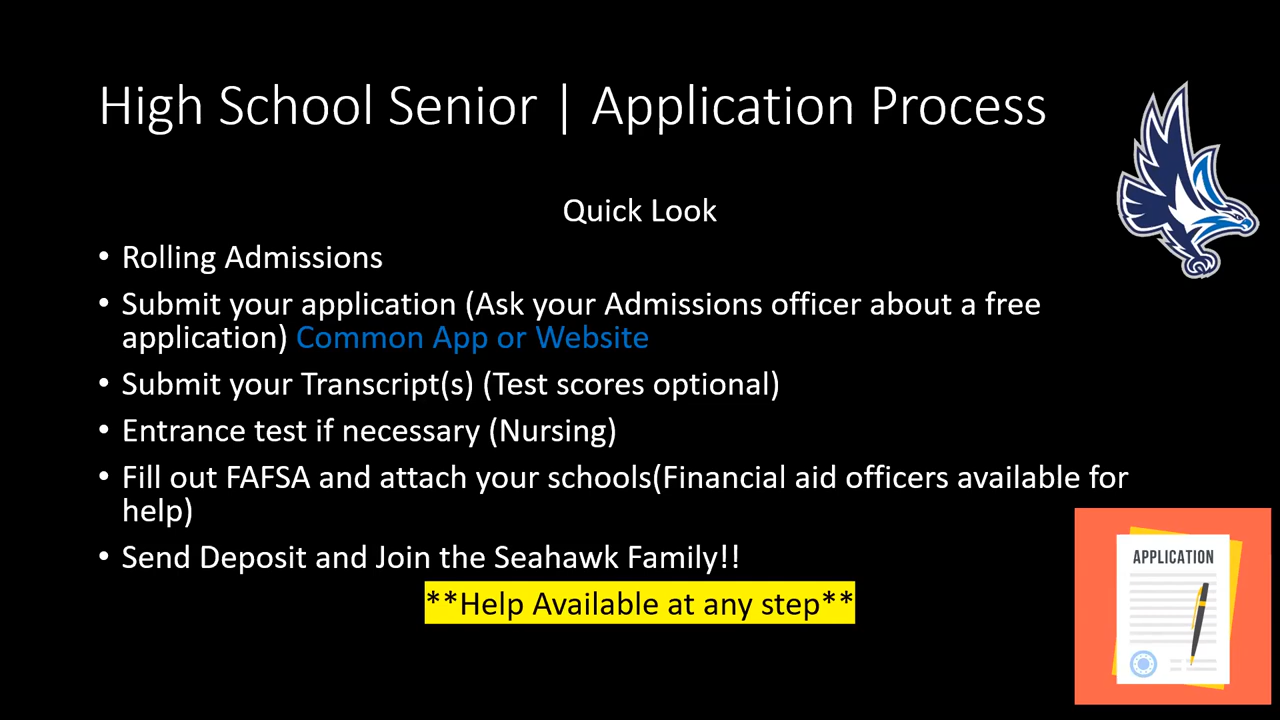 High School Senior | Application Process
Quick Look
• Rolling Admissions
• Submit your application (Ask your Admissions officer about a free
application) Common App or Website
• Submit your Transcript(s) (Test scores optional)
• Entrance test if necessary (Nursing)
• Fill out FAFSA and attach your schools(Financial aid officers available for
help)
• Send Deposit and Join the Seahawk Family!!
**Help Available at any step**
APPLICATION